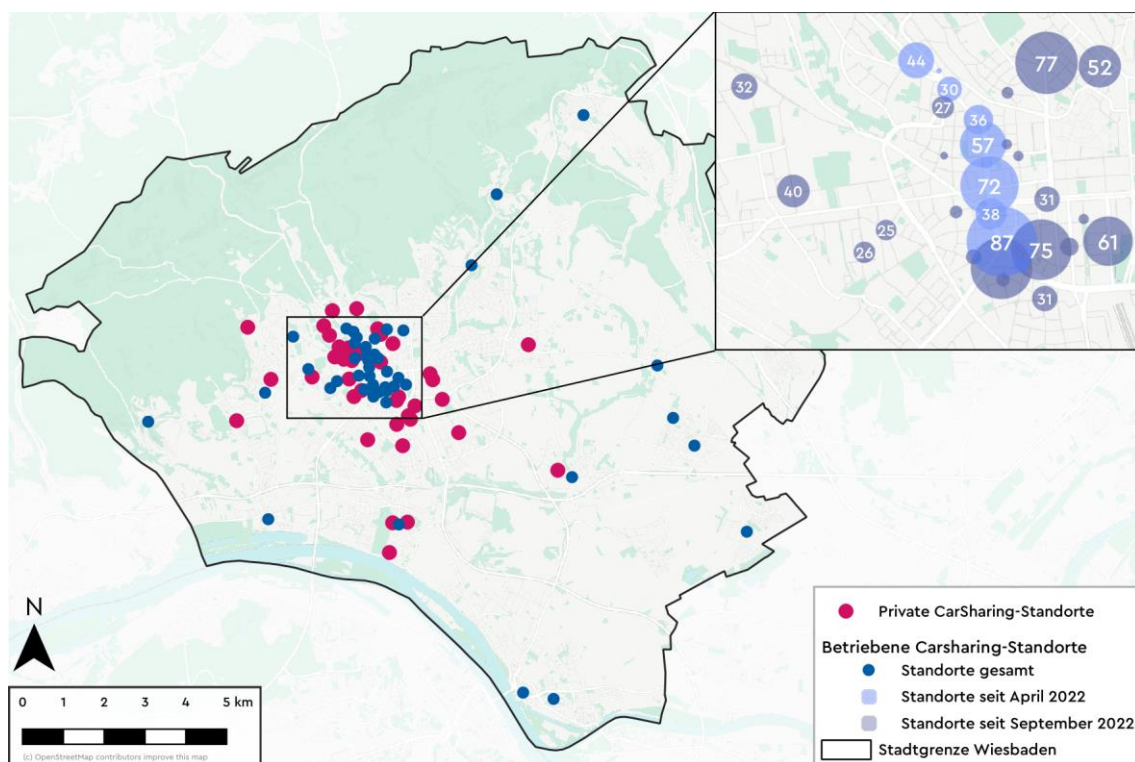 44
77
52
32
30
27
36
57
72
40
31
38
25
87
75
61
26
31
N
0 1 2 3 4 5 km
(c) OpenStreetMap contributors improve this map
Private CarSharing-Standorte
Betriebene Carsharing-Standorte
Standorte gesamt
Standorte seit April 2022
Standorte seit September 2022
Stadtgrenze Wiesbaden